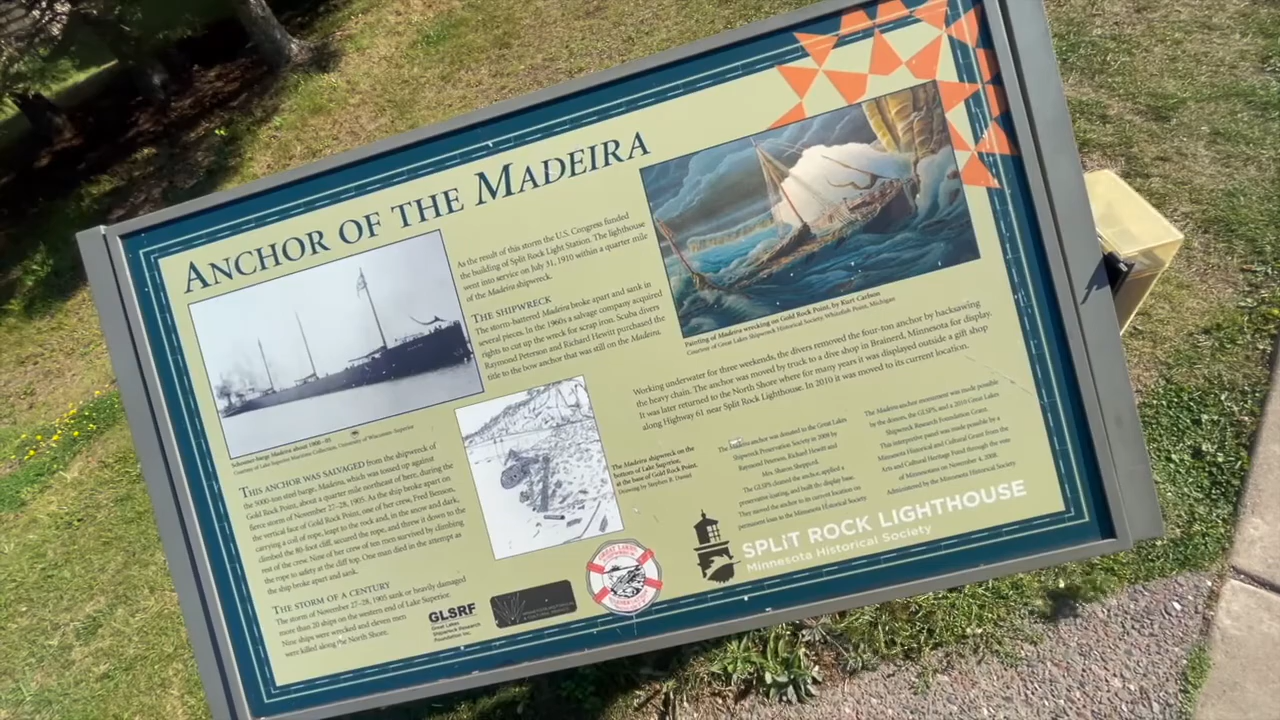 ANCHOR OF THE MADEIRA
Schooner-barge Madeira about 1900–05
Courtesy of Lake Superior Maritime Collection, University of Wisconsin-Superior
THIS ANCHOR WAS SALVAGED from the shipwreck of
the 5000-ton steel barge, Madeira, which was tossed up against
Gold Rock Point, about a quarter mile northeast of here, during the
fierce storm of November 27–28, 1905. As the ship broke apart on
the vertical face of Gold Rock Point, one of her crew, Fred Benson,
carrying a coil of rope, leapt to the rock and, in the snow and dark,
climbed the 80-foot cliff, secured the rope, and threw it down to the
rest of the crew. Nine of her crew of ten men survived by climbing
the rope to safety at the cliff top. One man died in the attempt as
the ship broke apart and sank.
THE STORM OF A CENTURY
The storm of November 27–28, 1905 sank or heavily damaged
more than 20 ships on the western end of Lake Superior.
Nine ships were wrecked and eleven men
were killed along the North Shore.
As the result of this storm the U.S. Congress funded
the building of Split Rock Light Station. The lighthouse
went into service on July 31, 1910 within a quarter mile
of the Madeira shipwreck.
THE SHIPWRECK
The storm-battered Madeira broke apart and sank in
several pieces. In the 1960s a salvage company acquired
rights to cut up the wreck for scrap iron. Scuba divers
Raymond Peterson and Richard Hewitt purchased the
title to the bow anchor that was still on the Madeira.
The Madeira shipwreck on the
bottom of Lake Superior,
at the base of Gold Rock Point.
Drawing by Stephen B. Daniel
Painting of Madeira wrecking on Gold Rock Point, by Kurt Carlson
Courtesy of Great Lakes Shipwreck Historical Society Whitefish Point, Michigan
Working underwater for three weekends, the divers removed the four-ton anchor by hacksawing
the heavy chain. The anchor was moved by truck to a dive shop in Brainerd, Minnesota for display.
It was later returned to the North Shore where for many years it was displayed outside a gift shop
along Highway 61 near Split Rock Lighthouse. In 2010 it was moved to its current location.
The Madeira anchor was donated to the Great Lakes
Shipwreck Preservation Society in 2009 by
Raymond Peterson, Richard Hewitt and
Mrs. Sharon Sheppard.
The GLSPS cleaned the anchor, applied a
preservative coating, and built the display base.
They moved the anchor to its current location on
permanent loan to the Minnesota Historical Society
The Madeira anchor monument was made possible
by the donors, the GLSPS, and a 2010 Great Lakes
Shipwreck Research Foundation Grant.
This interpretive panel was made possible by a
Minnesota Historical and Cultural Grant from the
Arts and Cultural Heritage Fund through the vote
of Minnesotans on November 4, 2008.
Administered by the Minnesota Historical Society
GLSRF
Great Lakes
Shipwreck Research
Foundation Inc.
GREAT LAKES
SHIPWRECK
SPLIT ROCK LIGHTHOUSE
Minnesota Historical Society